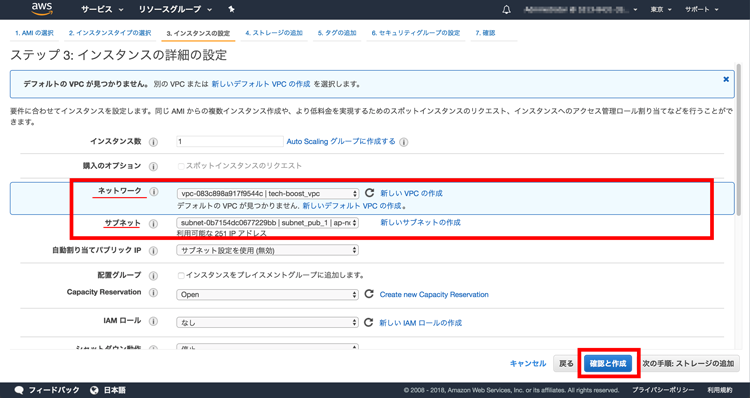 aws サービス リソースグループ 東京 サポート
1. AMI の選択 2. インスタンスタイプの選択 3. インスタンスの設定 4. ストレージの追加 5. タグの追加 6. セキュリティグループの設定 7. 確認
ステップ 3: インスタンスの詳細の設定
デフォルトの VPC が見つかりません。 別の VPC または 新しいデフォルト VPC の作成 を選択します。
要件に合わせてインスタンスを設定します。同じ AMI からの複数インスタンス作成や、より低料金を実現するためのスポットインスタンスのリクエスト、インスタンスへのアクセス管理ロール割り当てなどを行うことがで
きます。
インスタンス数 1 Auto Scaling グループに作成する
購入のオプション スポットインスタンスのリクエスト
ネットワーク vpc-083c898a917f9544c | tech-boost_vpc 新しい VPC の作成
デフォルトの VPC が見つかりません. 新しいデフォルト VPC の作成。
サブネット subnet-0b7154dc0677229bb | subnet_pub_1 | ap-no 新しいサブネットの作成
利用可能な 251 IP アドレス
自動割り当てパブリック IP サブネット設定を使用 (無効)
配置グループ インスタンスをプレイスメントグループに追加します。
Capacity Reservation Open Create new Capacity Reservation
IAM ロール なし 新しい IAM ロールの作成
シャットダウン動作 停止
キャンセル 戻る 確認と作成 次の手順: ストレージの追加
フィードバック 日本語 © 2008 - 2018, Amazon Web Services, Inc. or its affiliates. All rights reserved. プライバシーポリシー 利用規約